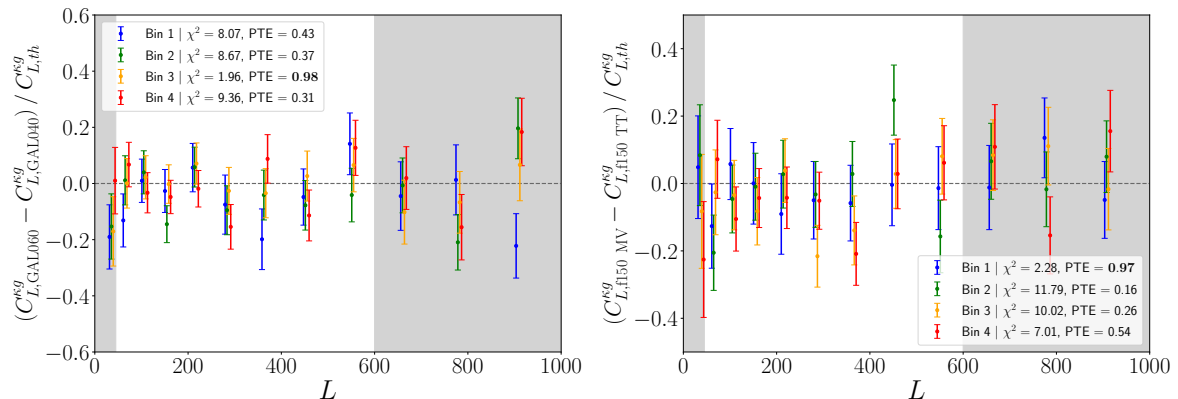 (C^{κg}_{L,GAL060} − C^{κg}_{L,GAL040}) / C^{κg}_{L,th}
0.6
0.4
0.2
0.0
−0.2
−0.4
−0.6
Bin 1 | χ² = 8.07, PTE = 0.43
Bin 2 | χ² = 8.67, PTE = 0.37
Bin 3 | χ² = 1.96, PTE = 0.98
Bin 4 | χ² = 9.36, PTE = 0.31
0 200 400 600 800 1000
L
(C^{κg}_{L,f150 MV} − C^{κg}_{L,f150 TT}) / C^{κg}_{L,th}
0.4
0.2
0.0
−0.2
−0.4
Bin 1 | χ² = 2.28, PTE = 0.97
Bin 2 | χ² = 11.79, PTE = 0.16
Bin 3 | χ² = 10.02, PTE = 0.26
Bin 4 | χ² = 7.01, PTE = 0.54
0 200 400 600 800 1000
L